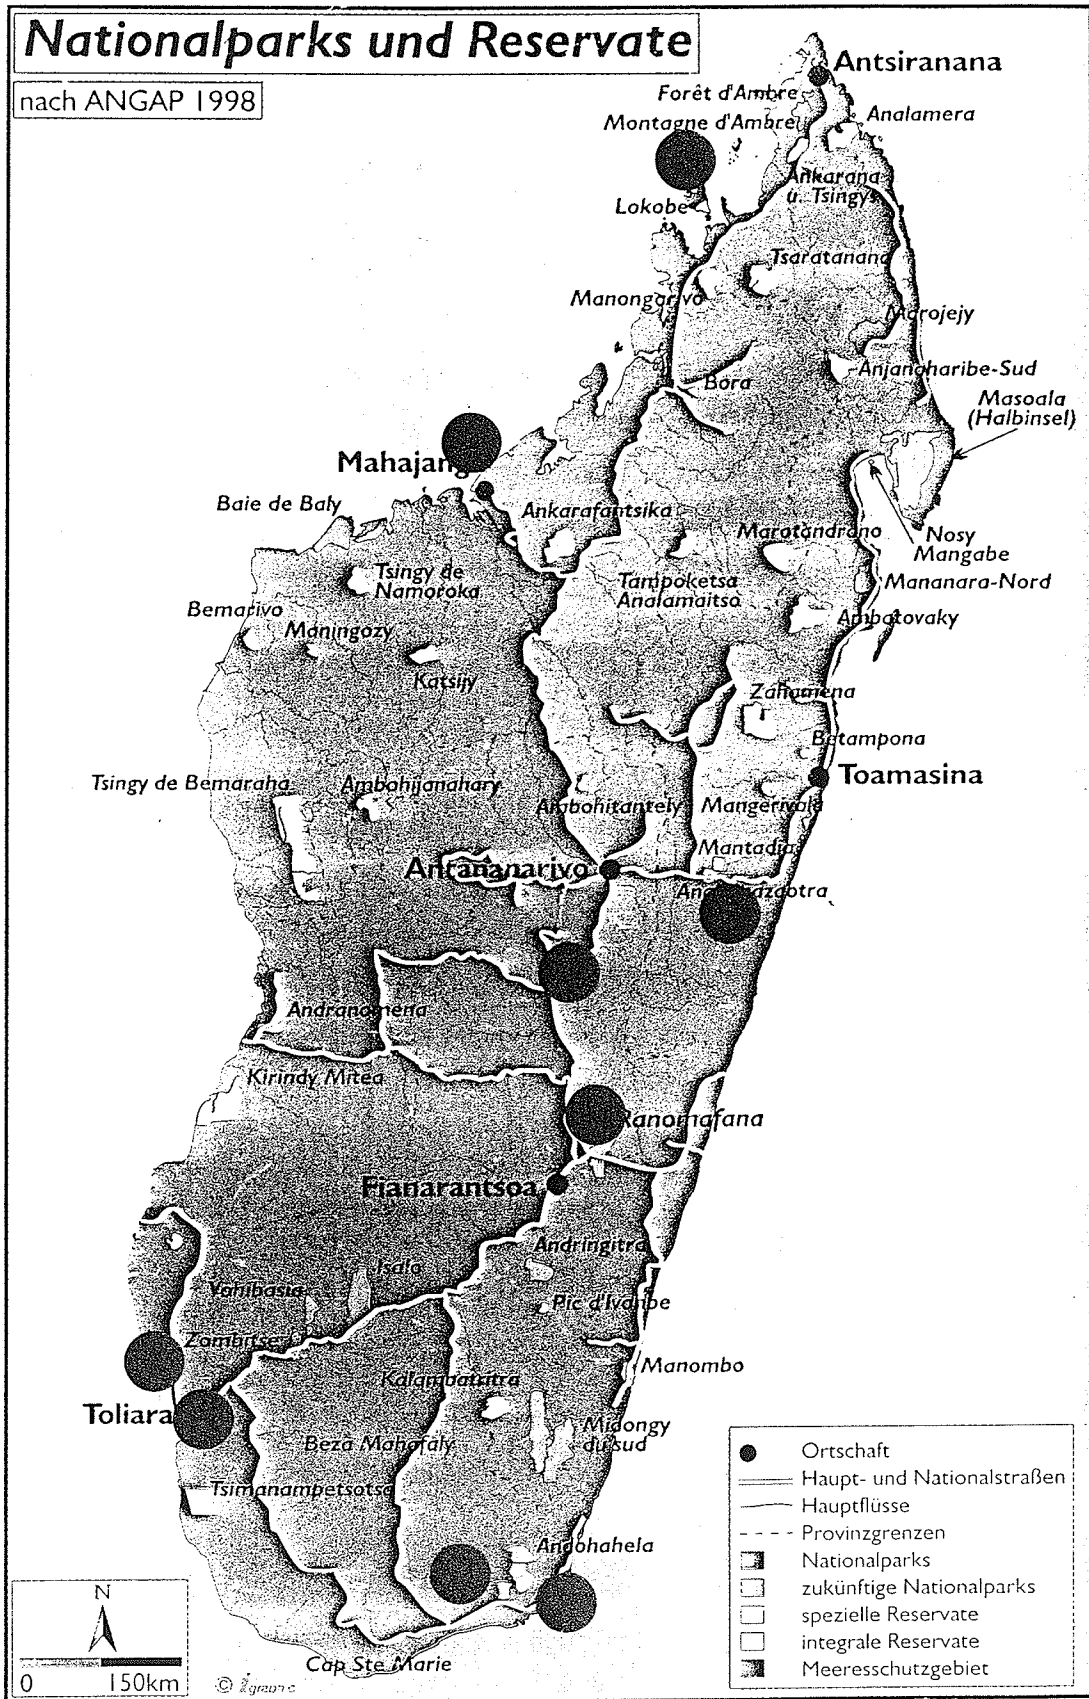 Nationalparks und Reservate
nach ANGAP 1998
Antsiranana
Forêt d'Ambre
Analamera
Montagne d'Ambre
Ankarana
u. Tsingys
Lokobe
Tsaratanana
Manongarivo
Marojejy
Anjanaharibe-Sud
Bora
Masoala
(Halbinsel)
Mahajang
Baie de Baly
Ankarafantsika
Marotandrano
Nosy
Mangabe
Tsingy de
Namoroka
Tampoketsa
Analamaitso
Mananara-Nord
Bemarivo
Maningozy
Ambatovaky
Katsijy
Zahamena
Betampona
Tsingy de Bemaraha
Ambohijanahary
Toamasina
Ambohitantely
Mangerivola
Mantadia
Antananarivo
Andranomena
Kirindy Mitea
Ranomafana
Fianarantsoa
Andringitra
Isalo
Vohibasia
Pic d'Ivohibe
Zombitse
Manombo
Kalambatritra
Toliara
Midongy
du sud
Beza Mahafaly
Tsimanampetsotsa
Andohahela
Cap Ste Marie
Ortschaft
Haupt- und Nationalstraßen
Hauptflüsse
Provinzgrenzen
Nationalparks
zukünftige Nationalparks
spezielle Reservate
integrale Reservate
Meeresschutzgebiet
N
0 150km
©